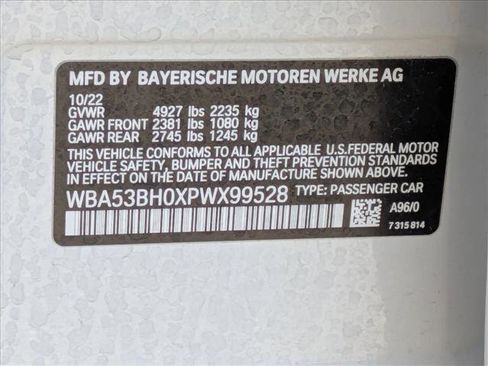 MFD BY BAYERISCHE MOTOREN WERKE AG
10/22
GVWR 4927 lbs 2235 kg
GAWR FRONT 2381 lbs 1080 kg
GAWR REAR 2745 lbs 1245 kg
THIS VEHICLE CONFORMS TO ALL APPLICABLE U.S.FEDERAL MOTOR
VEHICLE SAFETY, BUMPER AND THEFT PREVENTION STANDARDS
IN EFFECT ON THE DATE OF MANUFACTURE SHOWN ABOVE.
WBA53BH0XPWX99528 TYPE: PASSENGER CAR
A96/0
7 315 814